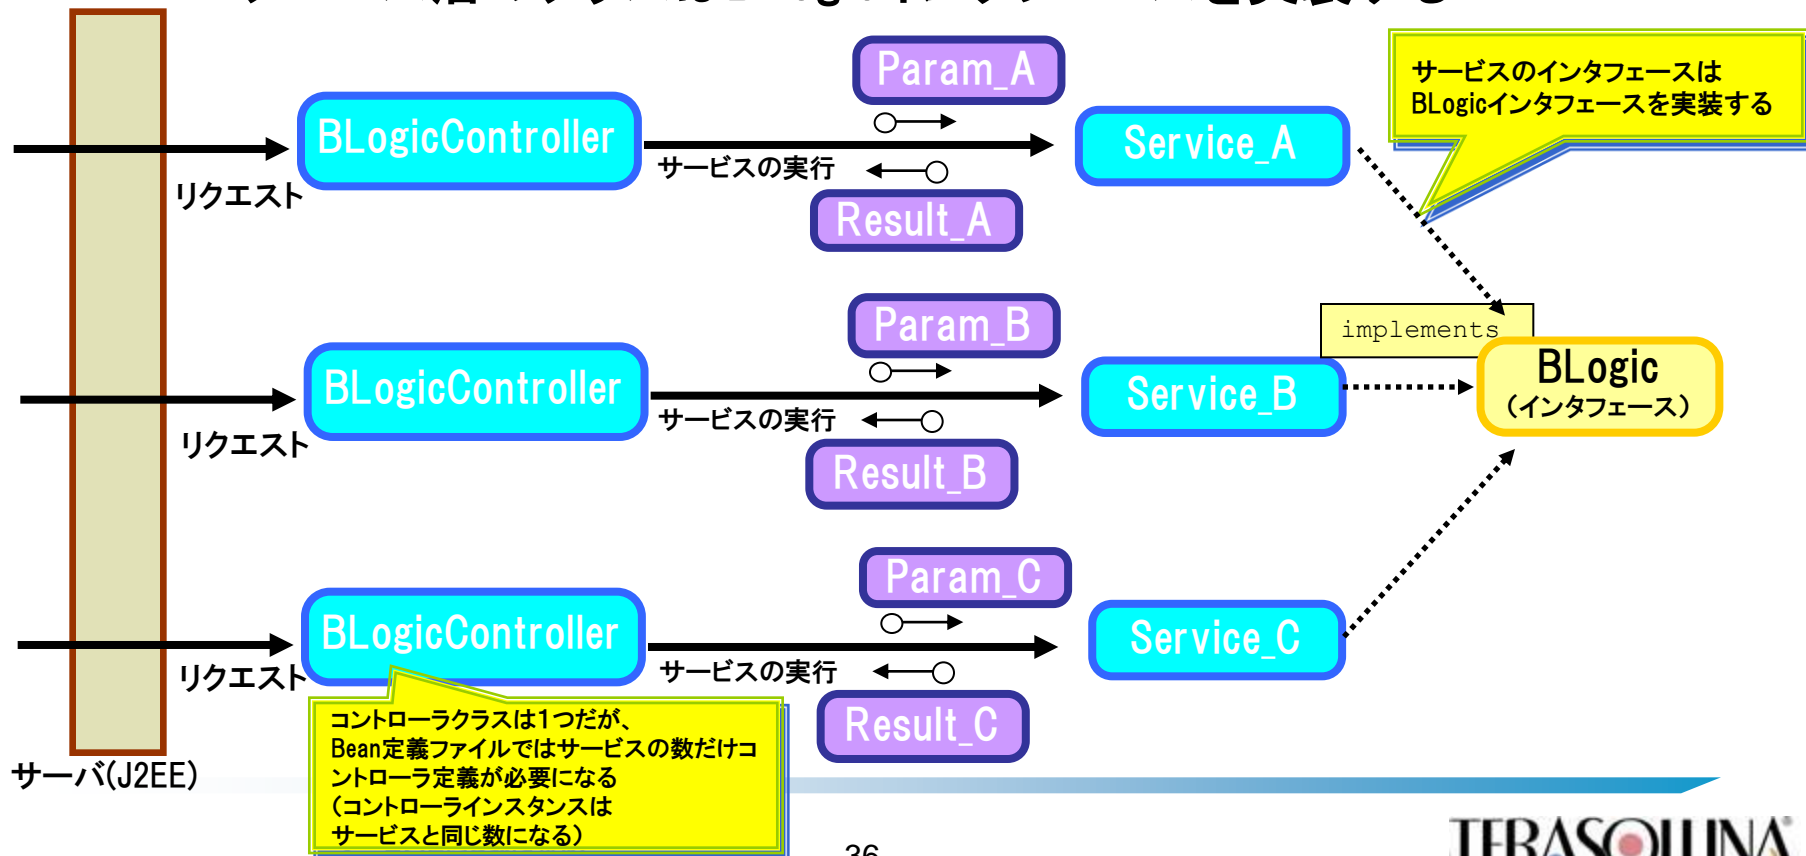 Param_A
サービスのインタフェースは
BLogicインタフェースを実装する
BLogicController
Service_A
サービスの実行
リクエスト
Result_A
Param_B
implements
BLogicController
Service_B
BLogic
(インタフェース)
サービスの実行
リクエスト
Result_B
Param_C
BLogicController
Service_C
サービスの実行
リクエスト
Result_C
コントローラクラスは1つだが、
Bean定義ファイルではサービスの数だけコ
ントローラ定義が必要になる
(コントローラインスタンスは
サービスと同じ数になる)
サーバ(J2EE)
36
TERASOLUNA